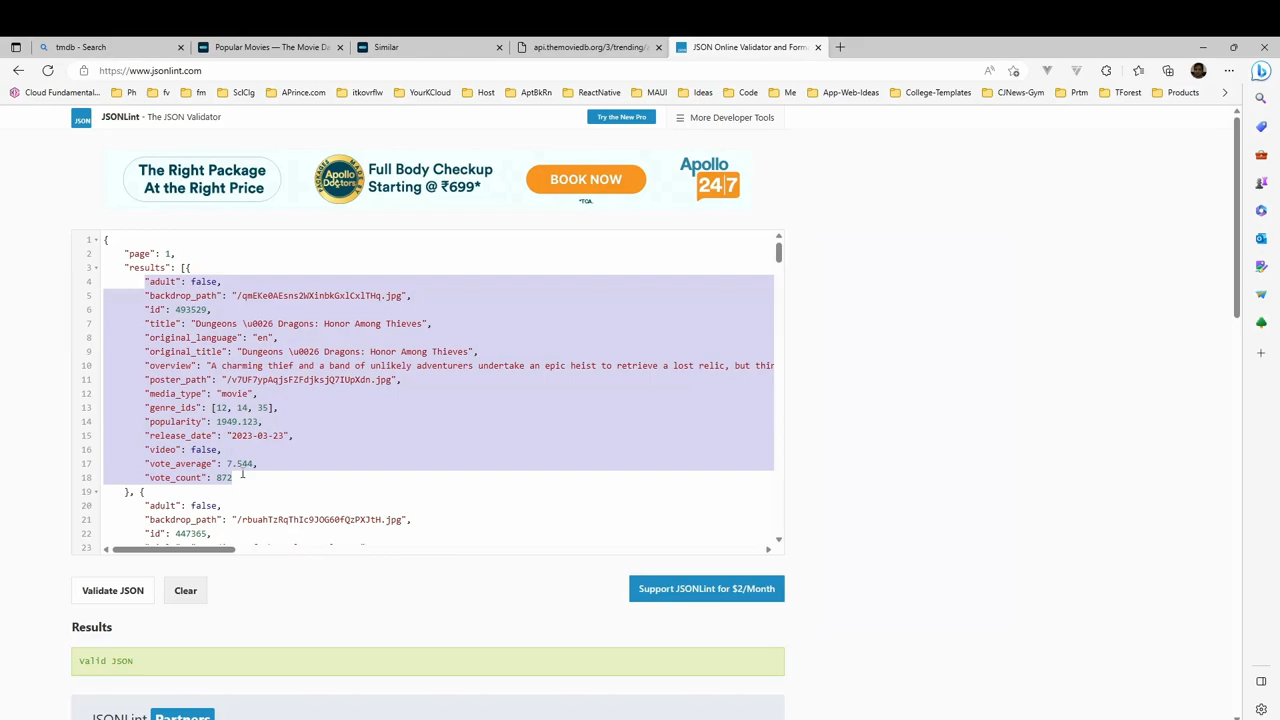 tmdb - Search
Popular Movies — The Movie Da
Similar
api.themoviedb.org/3/trending/a
JSON Online Validator and Forma
https://www.jsonlint.com
Cloud Fundamental... Ph fv fm SclClg APrince.com itkovrflw YourKCloud Host AptBkRn ReactNative MAUI Ideas Code Me App-Web-Ideas College-Templates CJNews-Gym Prtm TForest Products
JSON JSONLint - The JSON Validator
Try the New Pro
More Developer Tools
The Right Package
At the Right Price
Apollo
Doctors
Full Body Checkup
Starting @ ₹699*
BOOK NOW
*TCA.
Apollo
24|7
1 {
2 "page": 1,
3 "results": [{
4 "adult": false,
5 "backdrop_path": "/qmEKe0AEsns2WXinbkGxlCxlTHq.jpg",
6 "id": 493529,
7 "title": "Dungeons \u0026 Dragons: Honor Among Thieves",
8 "original_language": "en",
9 "original_title": "Dungeons \u0026 Dragons: Honor Among Thieves",
10 "overview": "A charming thief and a band of unlikely adventurers undertake an epic heist to retrieve a lost relic, but thin
11 "poster_path": "/v7UF7ypAqjsFZFdjksjQ7IUpXdn.jpg",
12 "media_type": "movie",
13 "genre_ids": [12, 14, 35],
14 "popularity": 1949.123,
15 "release_date": "2023-03-23",
16 "video": false,
17 "vote_average": 7.544,
18 "vote_count": 872
19 }, {
20 "adult": false,
21 "backdrop_path": "/rbuahTzRqThIc9JOG60fQzPXJtH.jpg",
22 "id": 447365,
23
Validate JSON
Clear
Support JSONLint for $2/Month
Results
Valid JSON
JSONLint Partners